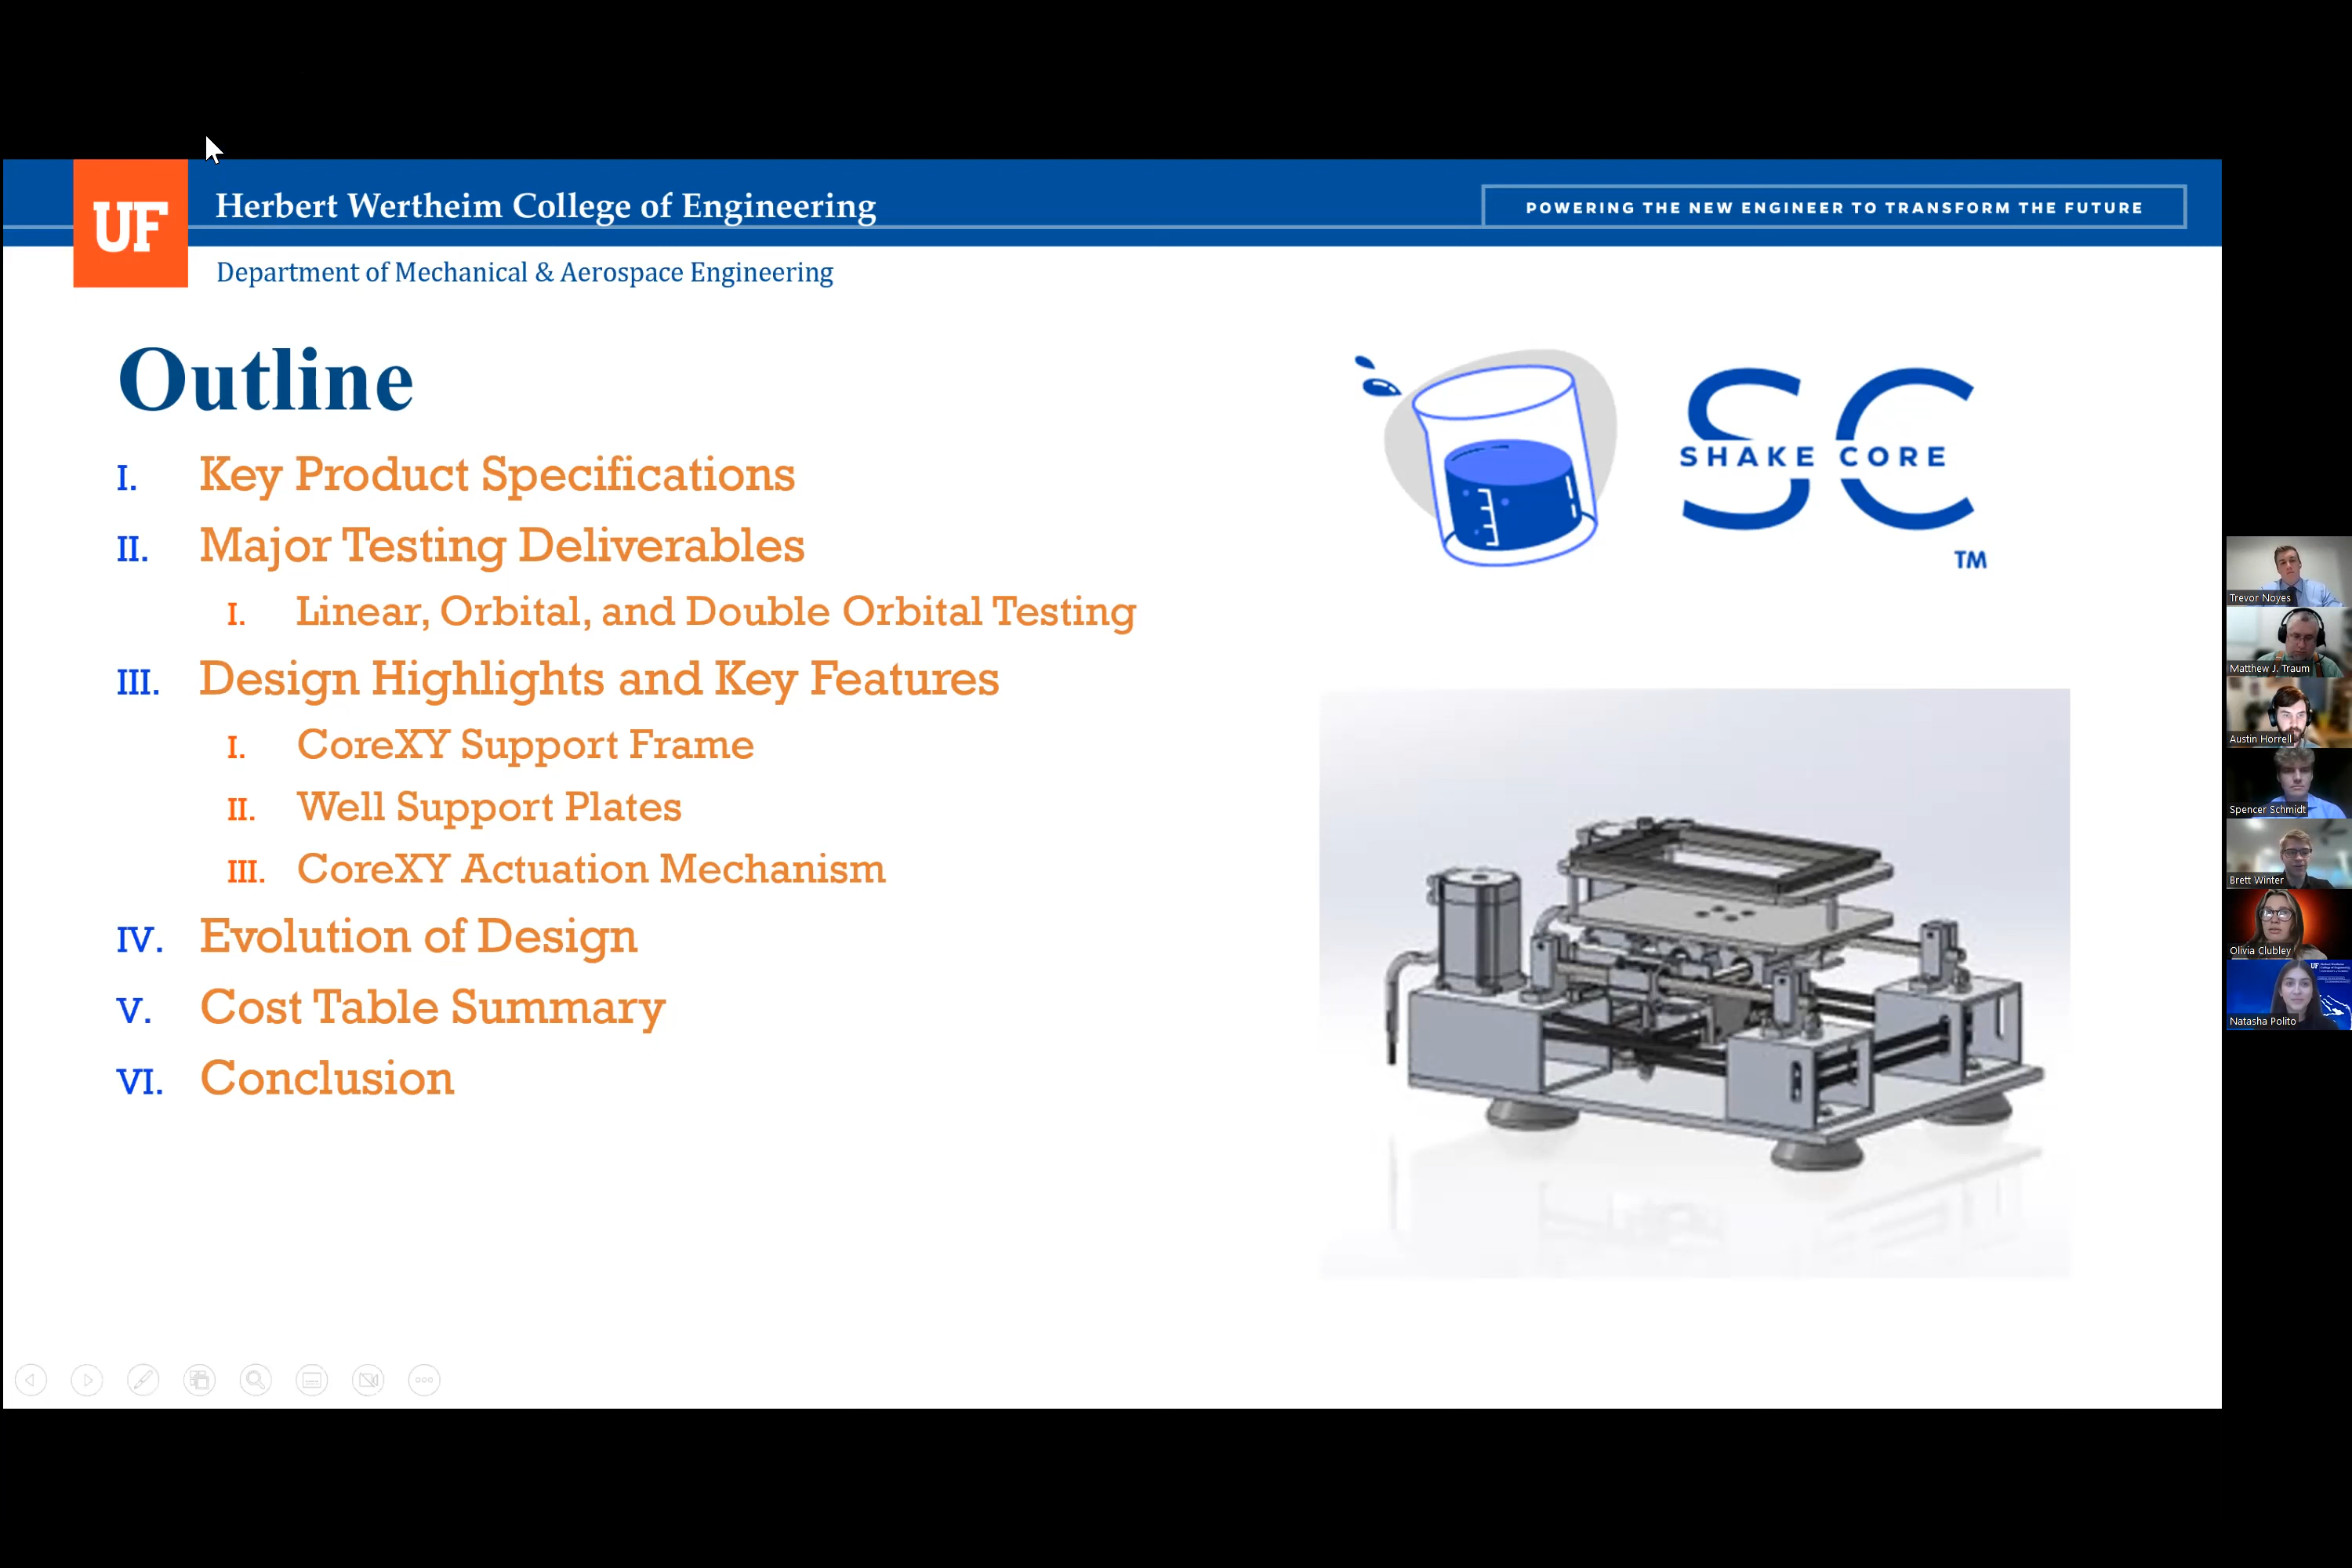 UF
Herbert Wertheim College of Engineering
POWERING THE NEW ENGINEER TO TRANSFORM THE FUTURE
Department of Mechanical & Aerospace Engineering
Outline
I. Key Product Specifications
II. Major Testing Deliverables
I. Linear, Orbital, and Double Orbital Testing
III. Design Highlights and Key Features
I. CoreXY Support Frame
II. Well Support Plates
III. CoreXY Actuation Mechanism
IV. Evolution of Design
V. Cost Table Summary
VI. Conclusion
SC
SHAKE CORE
TM
Trevor Noyes
Matthew J. Traum
Austin Horrell
Spencer Schmidt
Brett Winter
Olivia Clubley
UF
Natasha Polito